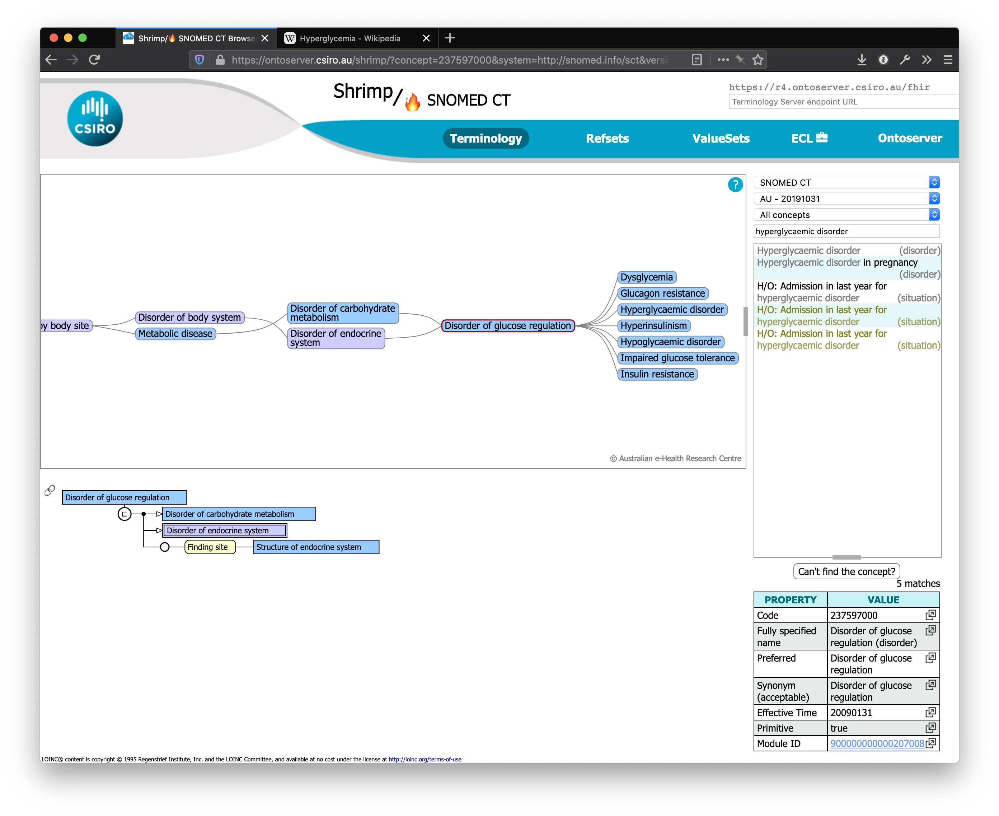 Shrimp/🔥 SNOMED CT Browse
Hyperglycemia - Wikipedia
https://ontoserver.csiro.au/shrimp/?concept=237597000&system=http://snomed.info/sct&versi
CSIRO
Shrimp/🔥 SNOMED CT
https://r4.ontoserver.csiro.au/fhir
Terminology Server endpoint URL
Terminology
Refsets
ValueSets
ECL
Ontoserver
?
by body site
Disorder of body system
Metabolic disease
Disorder of carbohydrate
metabolism
Disorder of endocrine
system
Disorder of glucose regulation
Dysglycemia
Glucagon resistance
Hyperglycaemic disorder
Hyperinsulinism
Hypoglycaemic disorder
Impaired glucose tolerance
Insulin resistance
© Australian e-Health Research Centre
SNOMED CT
AU - 20191031
All concepts
hyperglycaemic disorder
Hyperglycaemic disorder (disorder)
Hyperglycaemic disorder in pregnancy
(disorder)
H/O: Admission in last year for
hyperglycaemic disorder (situation)
H/O: Admission in last year for
hyperglycaemic disorder (situation)
H/O: Admission in last year for
hyperglycaemic disorder (situation)
Can't find the concept?
5 matches
Disorder of glucose regulation
⊑
Disorder of carbohydrate metabolism
Disorder of endocrine system
Finding site
Structure of endocrine system
PROPERTY VALUE
Code 237597000
Fully specified name Disorder of glucose regulation (disorder)
Preferred Disorder of glucose regulation
Synonym (acceptable) Disorder of glucose regulation
Effective Time 20090131
Primitive true
Module ID 900000000000207008
LOINC® content is copyright © 1995 Regenstrief Institute, Inc. and the LOINC Committee, and available at no cost under the license at http://loinc.org/terms-of-use